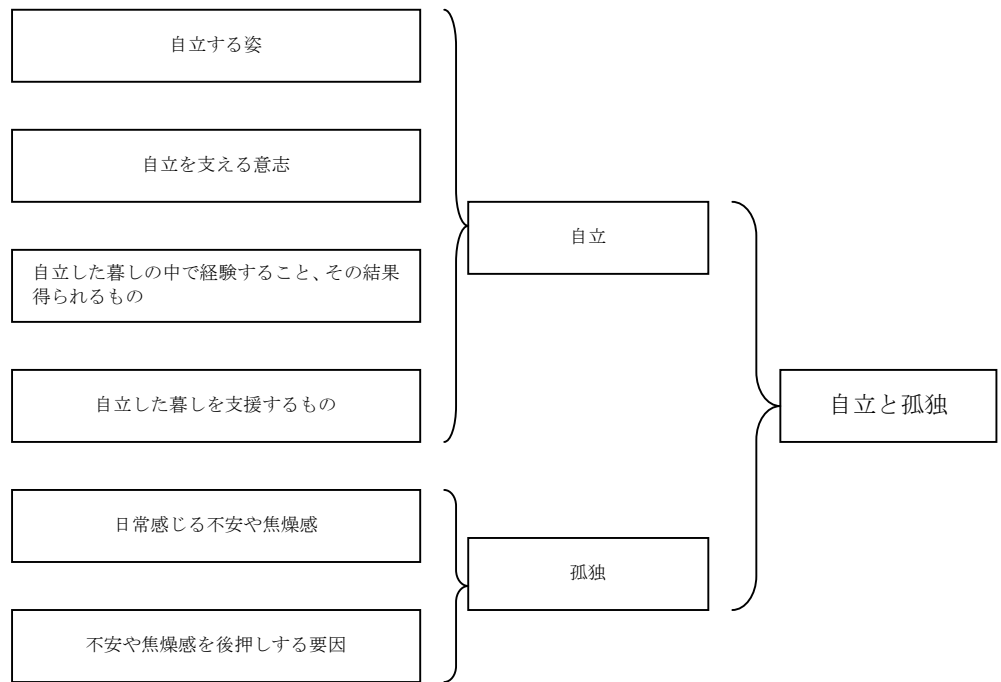 自立する姿
自立を支える意志
自立した暮しの中で経験すること、その結果
得られるもの
自立した暮しを支援するもの
日常感じる不安や焦燥感
不安や焦燥感を後押しする要因
自立
孤独
自立と孤独